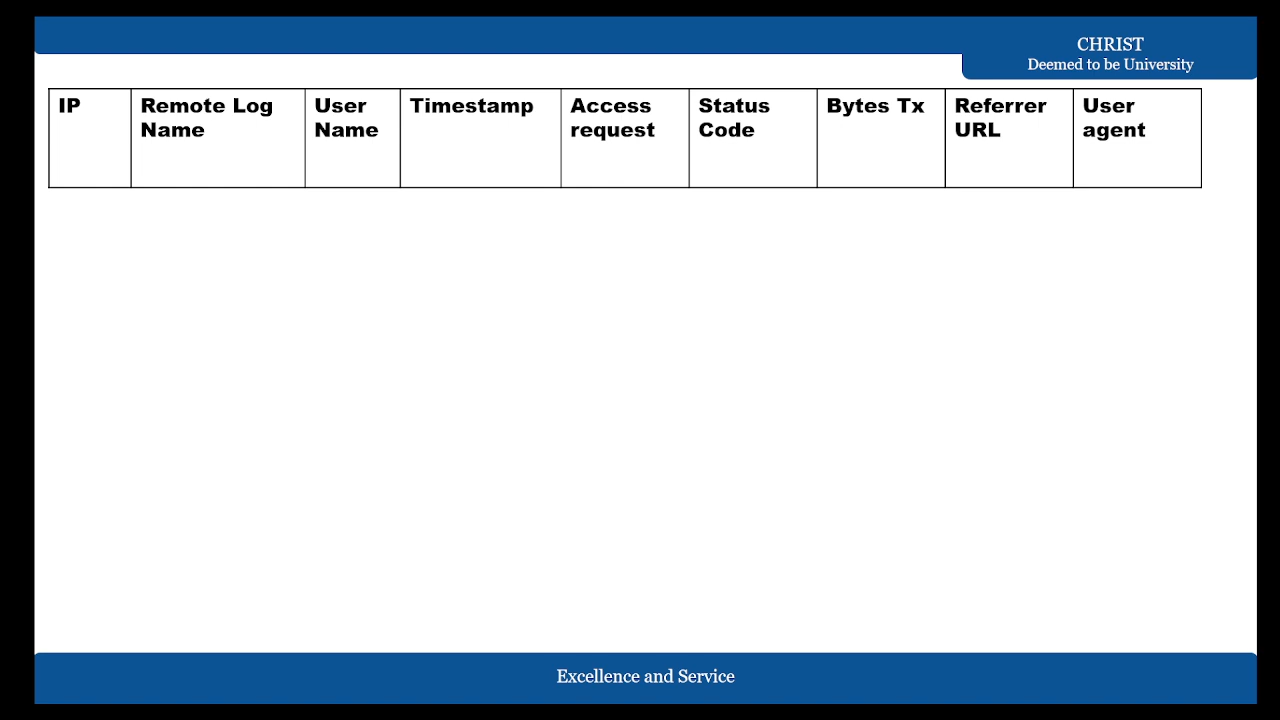 CHRIST
Deemed to be University
IP
Remote Log
Name
User
Name
Timestamp
Access
request
Status
Code
Bytes Tx
Referrer
URL
User
agent
Excellence and Service